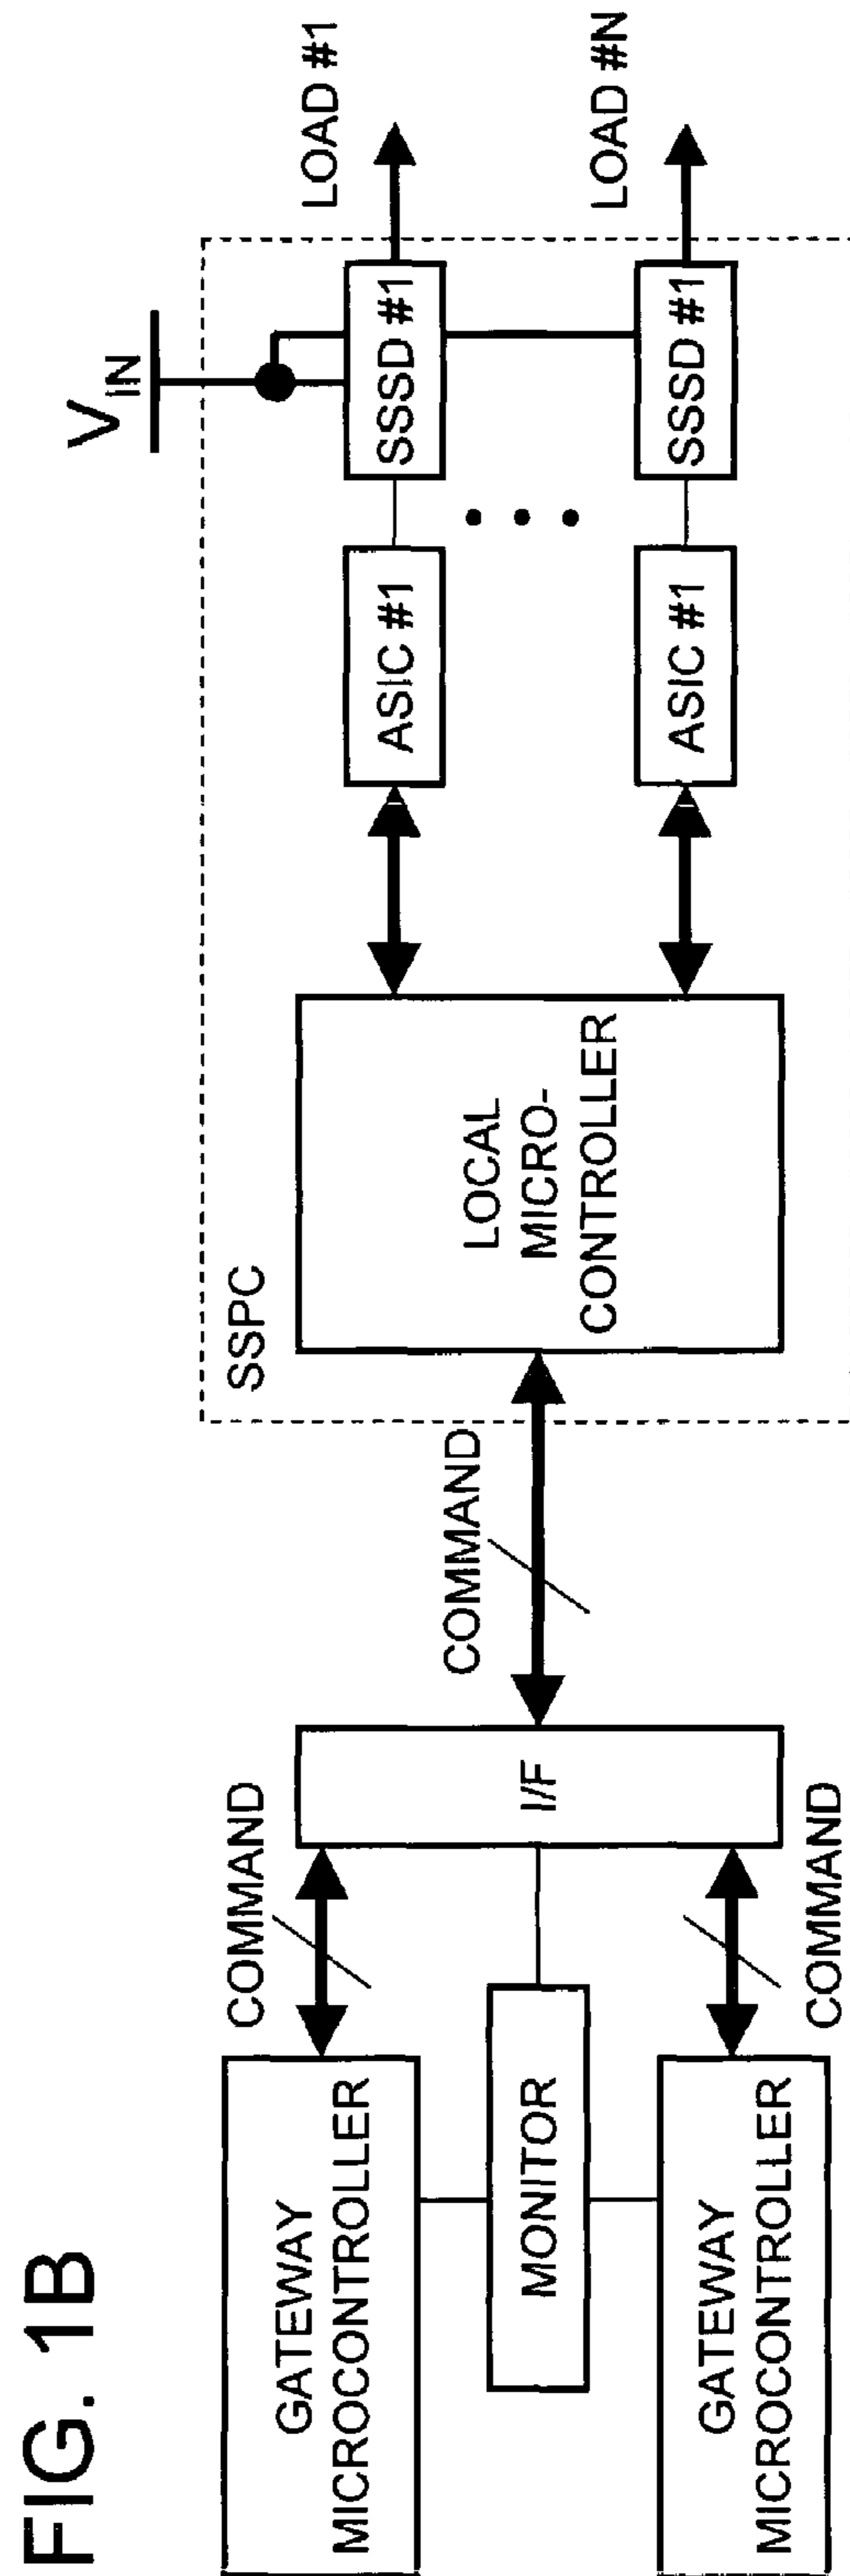 FIG. 1B
GATEWAY
MICROCONTROLLER
COMMAND
MONITOR
GATEWAY
MICROCONTROLLER
COMMAND
I/F
COMMAND
SSPC
LOCAL
MICRO-
CONTROLLER
ASIC #1
SSSD #1
VIN
LOAD #1
ASIC #1
SSSD #1
LOAD #N